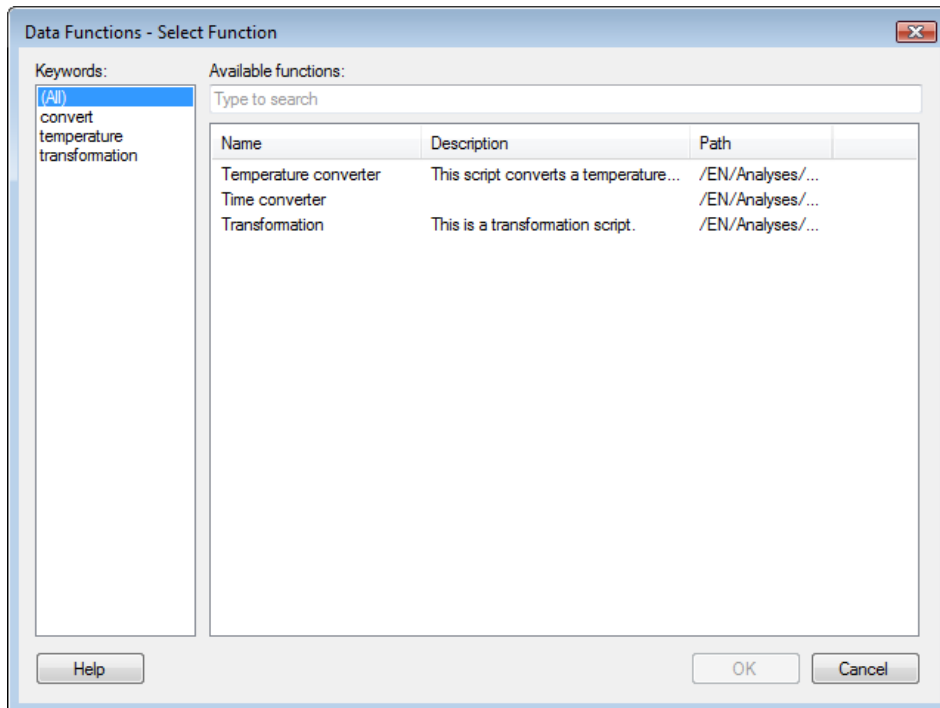 Data Functions - Select Function
Keywords:
(All)
convert
temperature
transformation
Available functions:
Type to search
Name Description Path
Temperature converter This script converts a temperature... /EN/Analyses/...
Time converter /EN/Analyses/...
Transformation This is a transformation script. /EN/Analyses/...
Help OK Cancel